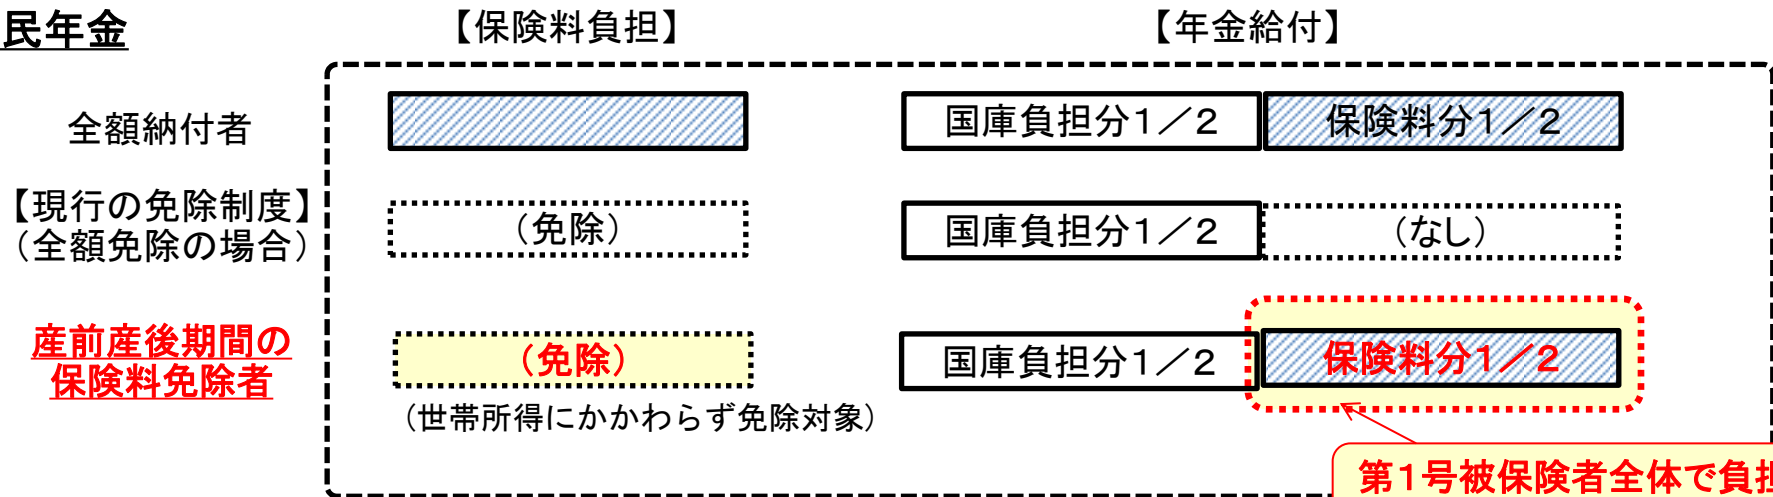 民年金
【保険料負担】
【年金給付】
全額納付者
国庫負担分1／2
保険料分1／2
【現行の免除制度】
（全額免除の場合）
（免除）
国庫負担分1／2
（なし）
産前産後期間の
保険料免除者
（免除）
国庫負担分1／2
保険料分1／2
（世帯所得にかかわらず免除対象）
第1号被保険者全体で負担